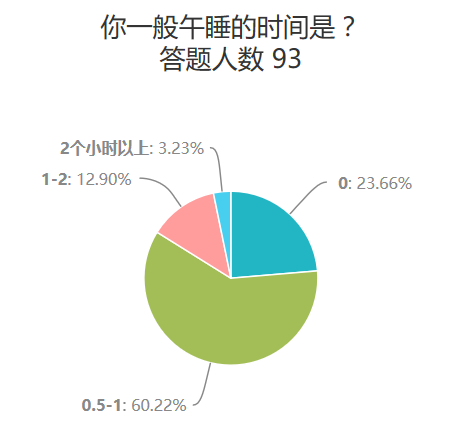 你一般午睡的时间是？
答题人数 93
2个小时以上: 3.23%
1-2: 12.90%
0: 23.66%
0.5-1: 60.22%